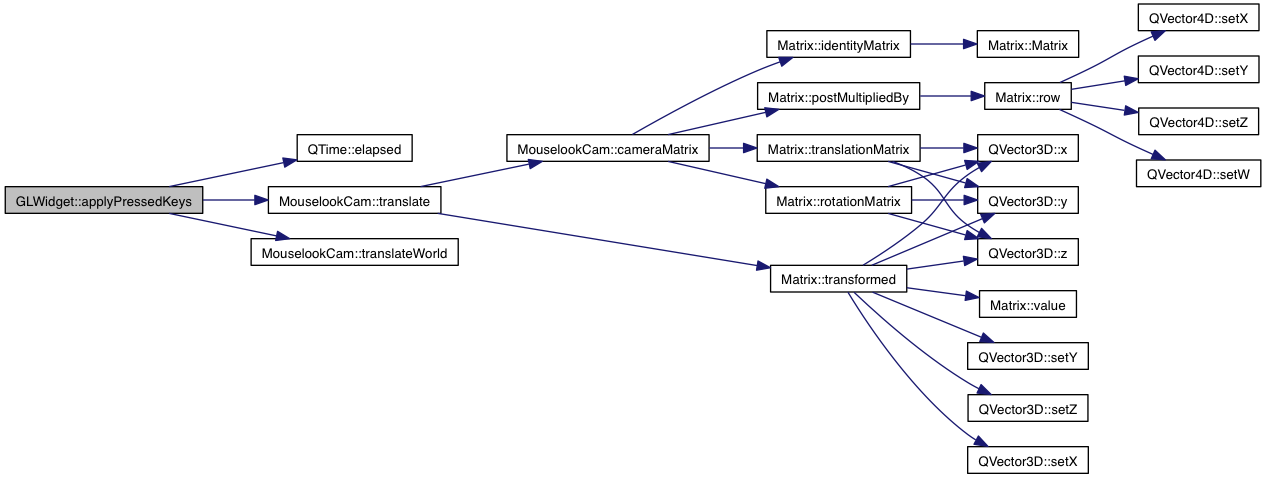 GLWidget::applyPressedKeys
QTime::elapsed
MouselookCam::translate
MouselookCam::translateWorld
MouselookCam::cameraMatrix
Matrix::identityMatrix
Matrix::postMultipliedBy
Matrix::translationMatrix
Matrix::rotationMatrix
Matrix::transformed
Matrix::Matrix
Matrix::row
QVector3D::x
QVector3D::y
QVector3D::z
Matrix::value
QVector3D::setY
QVector3D::setZ
QVector3D::setX
QVector4D::setX
QVector4D::setY
QVector4D::setZ
QVector4D::setW